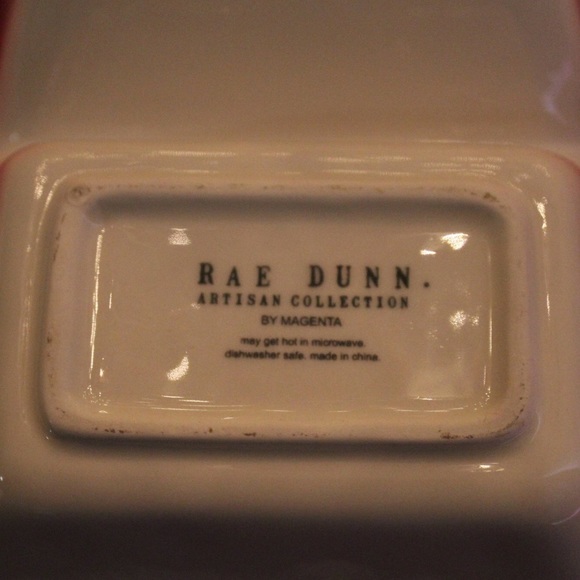 RAE DUNN.
ARTISAN COLLECTION
BY MAGENTA
may get hot in microwave.
dishwasher safe. made in china.